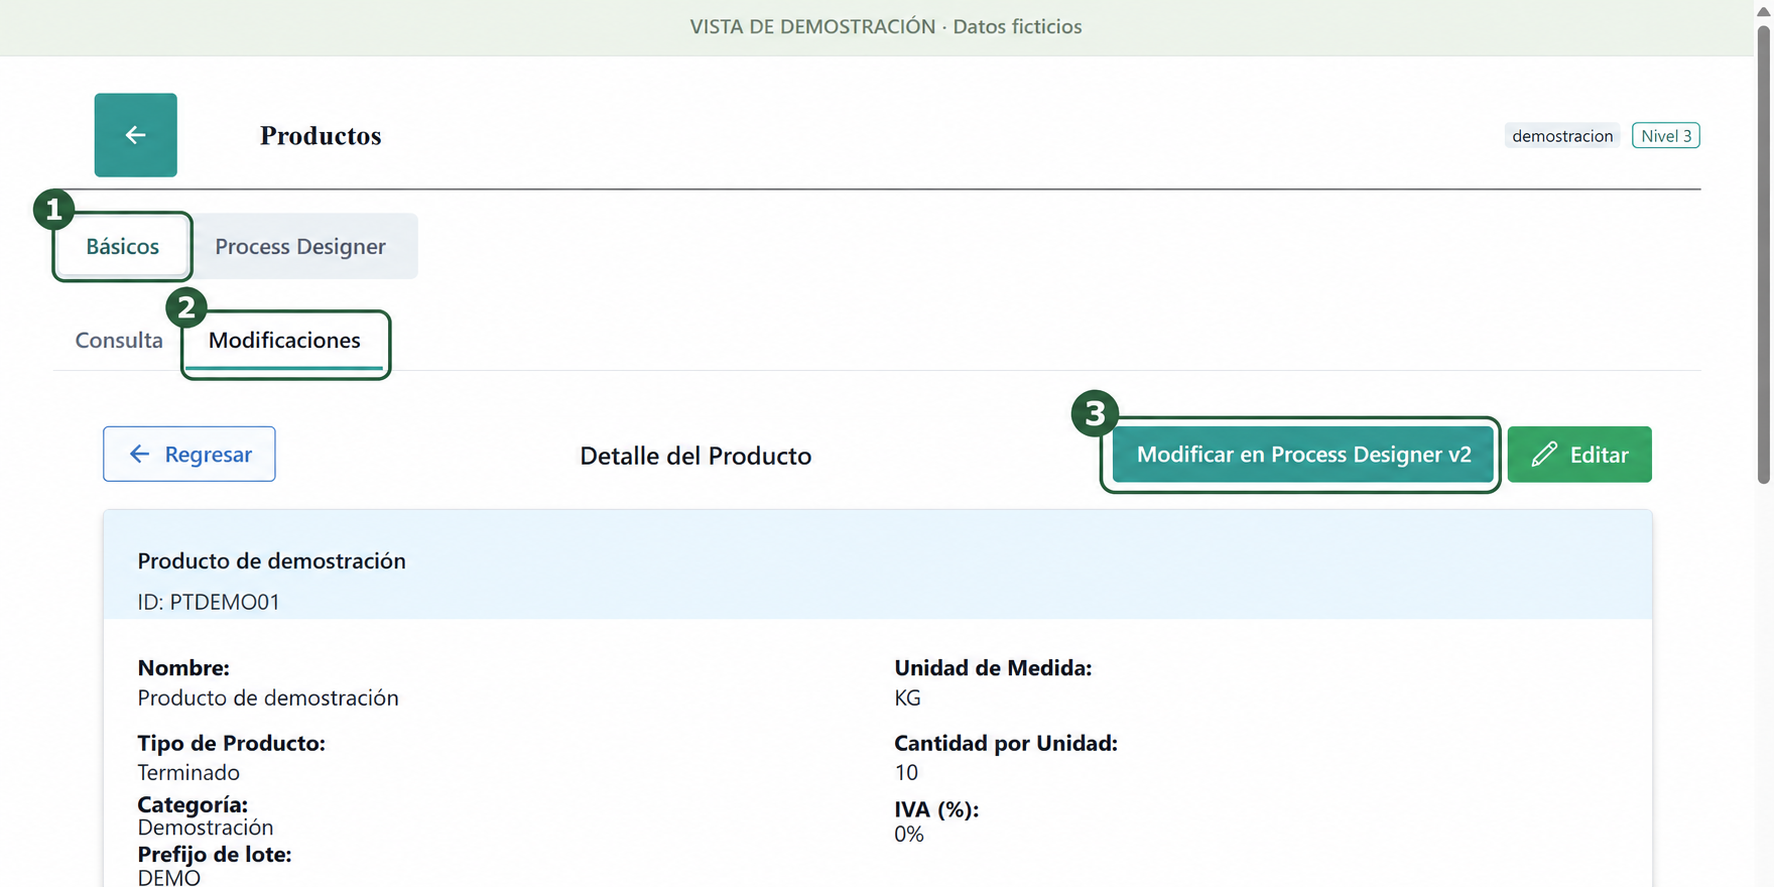 VISTA DE DEMOSTRACIÓN · Datos ficticios
Productos
demostracion
Nivel 3
1
Básicos
Process Designer
2
Consulta
Modificaciones
3
Regresar
Detalle del Producto
Modificar en Process Designer v2
Editar
Producto de demostración
ID: PTDEMO01
Nombre:
Producto de demostración
Unidad de Medida:
KG
Tipo de Producto:
Terminado
Cantidad por Unidad:
10
Categoría:
Demostración
IVA (%):
0%
Prefijo de lote:
DEMO